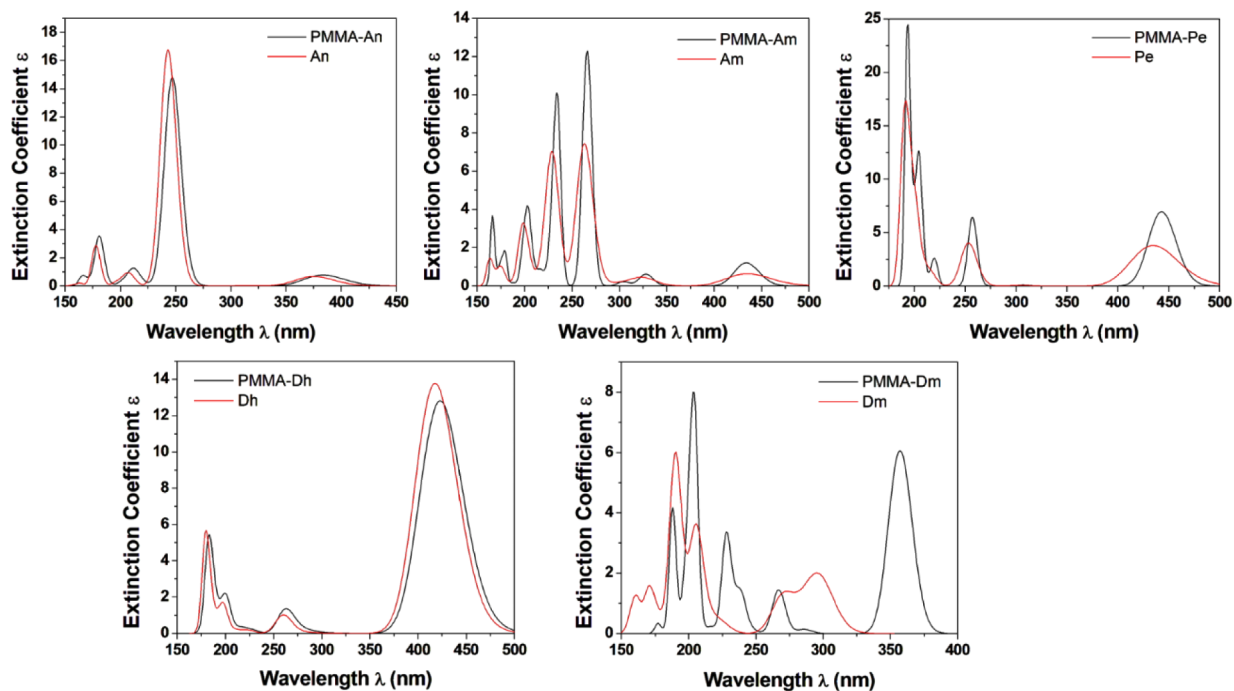 PMMA-An
An
Extinction Coefficient ε
18
16
14
12
10
8
6
4
2
0
150 200 250 300 350 400 450
Wavelength λ (nm)
PMMA-Am
Am
Extinction Coefficient ε
14
12
10
8
6
4
2
0
150 200 250 300 350 400 450 500
Wavelength λ (nm)
PMMA-Pe
Pe
Extinction Coefficient ε
25
20
15
10
5
0
200 250 300 350 400 450 500
Wavelength λ (nm)
PMMA-Dh
Dh
Extinction Coefficient ε
14
12
10
8
6
4
2
0
150 200 250 300 350 400 450 500
Wavelength λ (nm)
PMMA-Dm
Dm
Extinction Coefficient ε
8
6
4
2
0
150 200 250 300 350 400
Wavelength λ (nm)